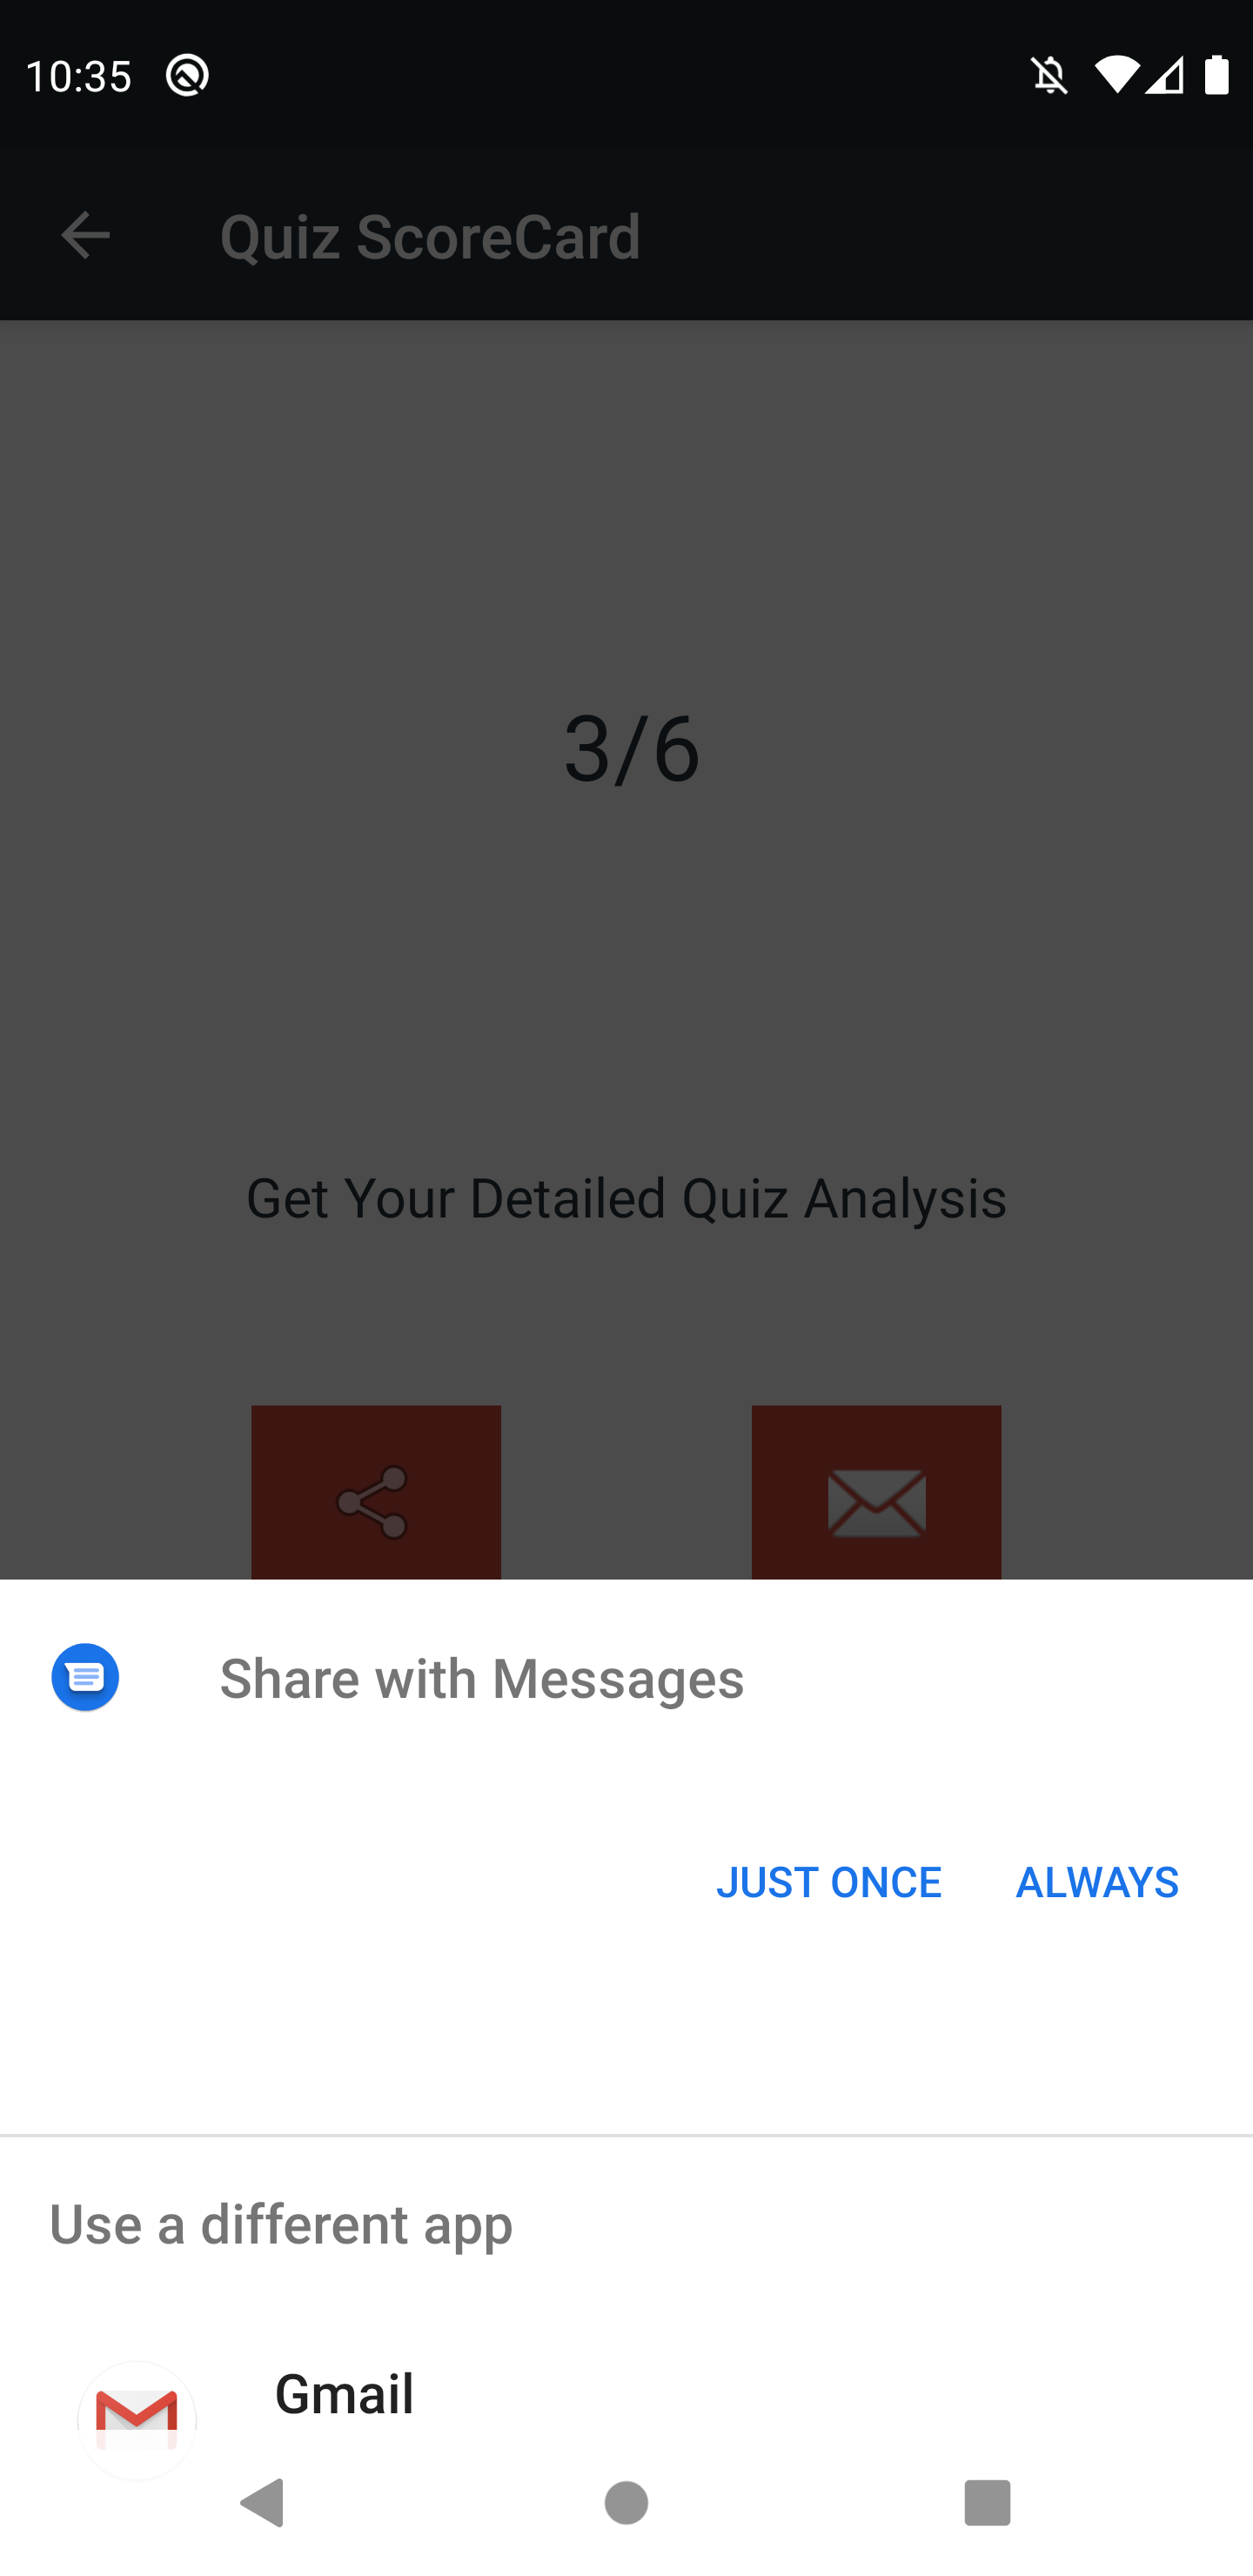 10:35
Quiz ScoreCard
3/6
Get Your Detailed Quiz Analysis
Share with Messages
JUST ONCE ALWAYS
Use a different app
Gmail